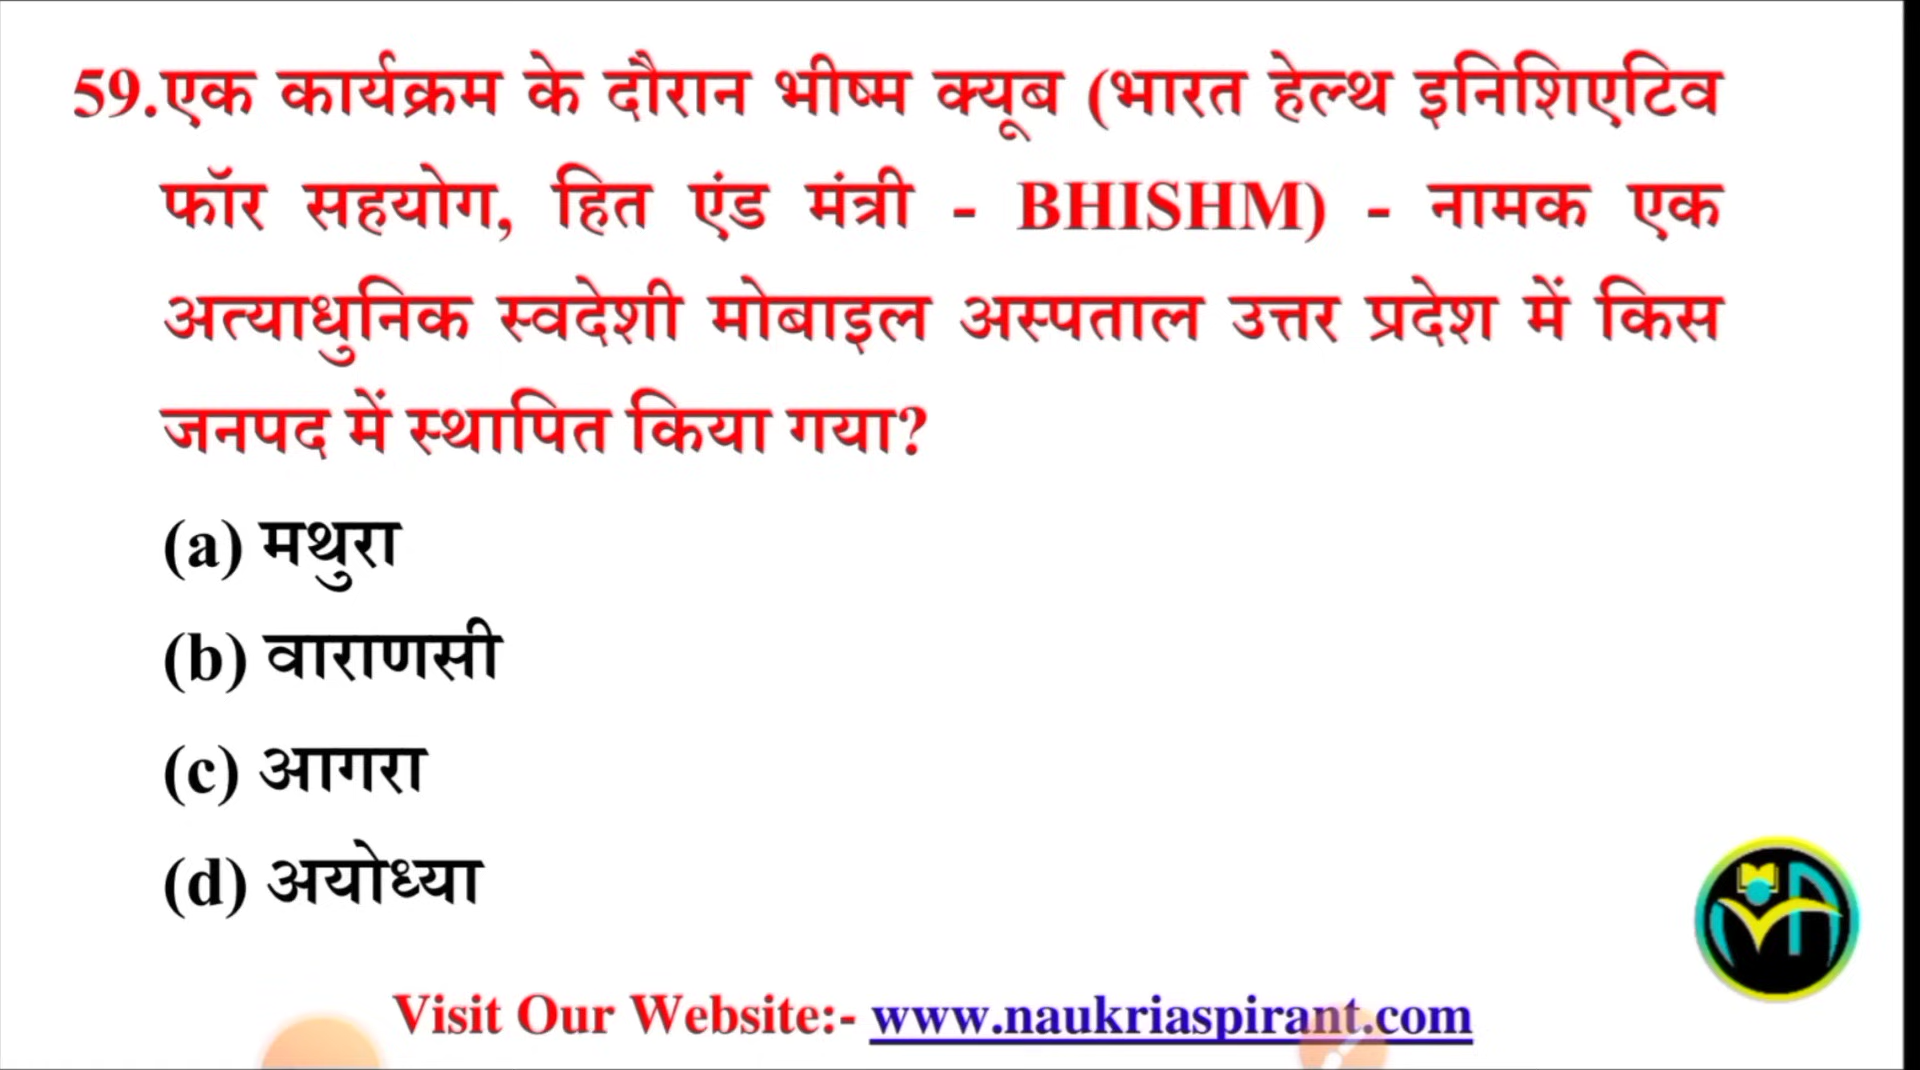 59.एक कार्यक्रम के दौरान भीष्म क्यूब (भारत हेल्थ इनिशिएटिव
फॉर सहयोग, हित एंड मंत्री - BHISHM) - नामक एक
अत्याधुनिक स्वदेशी मोबाइल अस्पताल उत्तर प्रदेश में किस
जनपद में स्थापित किया गया?
(a) मथुरा
(b) वाराणसी
(c) आगरा
(d) अयोध्या
Visit Our Website:- www.naukriaspirant.com